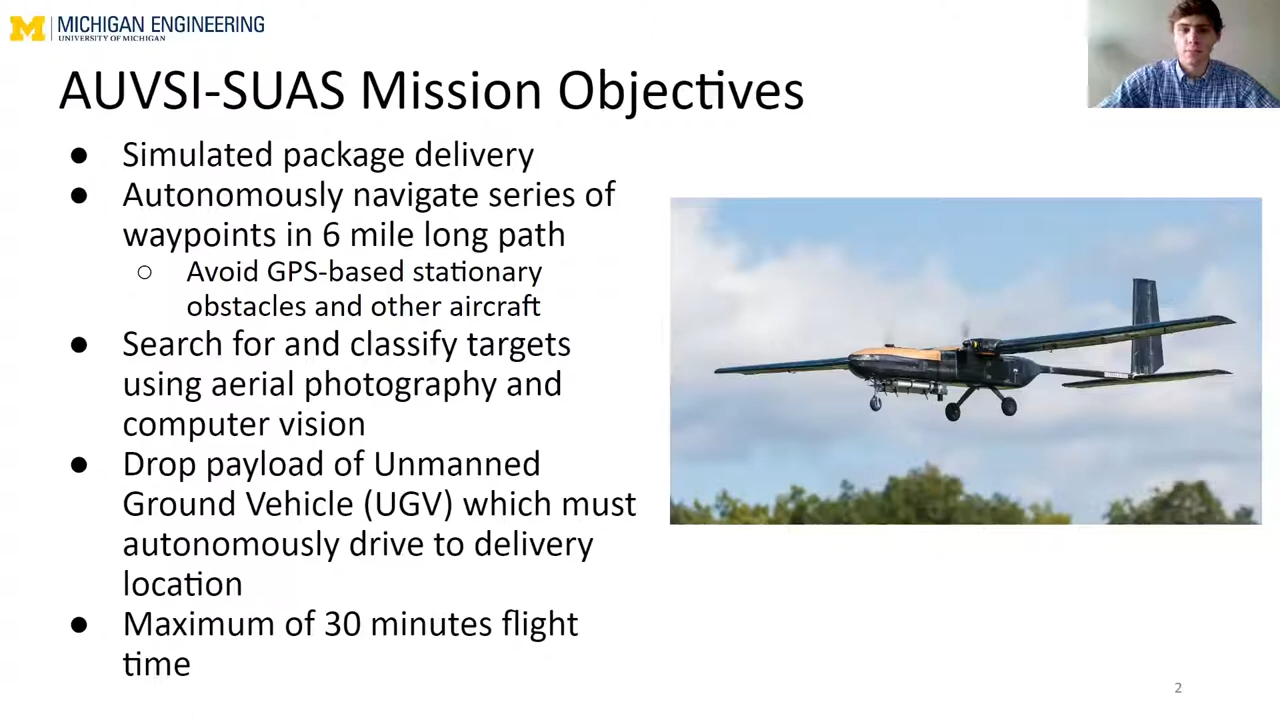 M | MICHIGAN ENGINEERING
UNIVERSITY OF MICHIGAN
AUVSI-SUAS Mission Objectives
● Simulated package delivery
● Autonomously navigate series of
waypoints in 6 mile long path
○ Avoid GPS-based stationary
obstacles and other aircraft
● Search for and classify targets
using aerial photography and
computer vision
● Drop payload of Unmanned
Ground Vehicle (UGV) which must
autonomously drive to delivery
location
● Maximum of 30 minutes flight
time
2